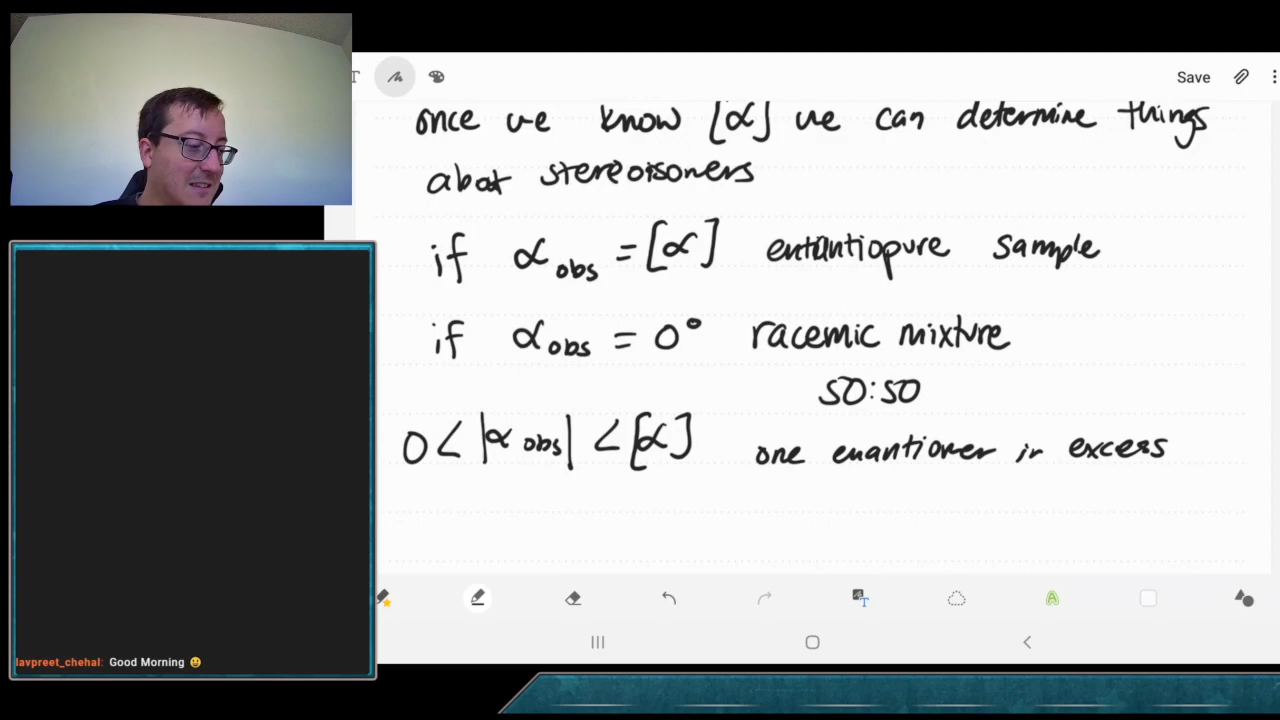 T
Save
once we know [α] we can determine things
about stereoisomers
if α obs = [α] entantiopure sample
if α obs = 0° racemic mixture
50:50
0 < |α obs| < [α] one enantiomer in excess
lavpreet_chehal: Good Morning 😃